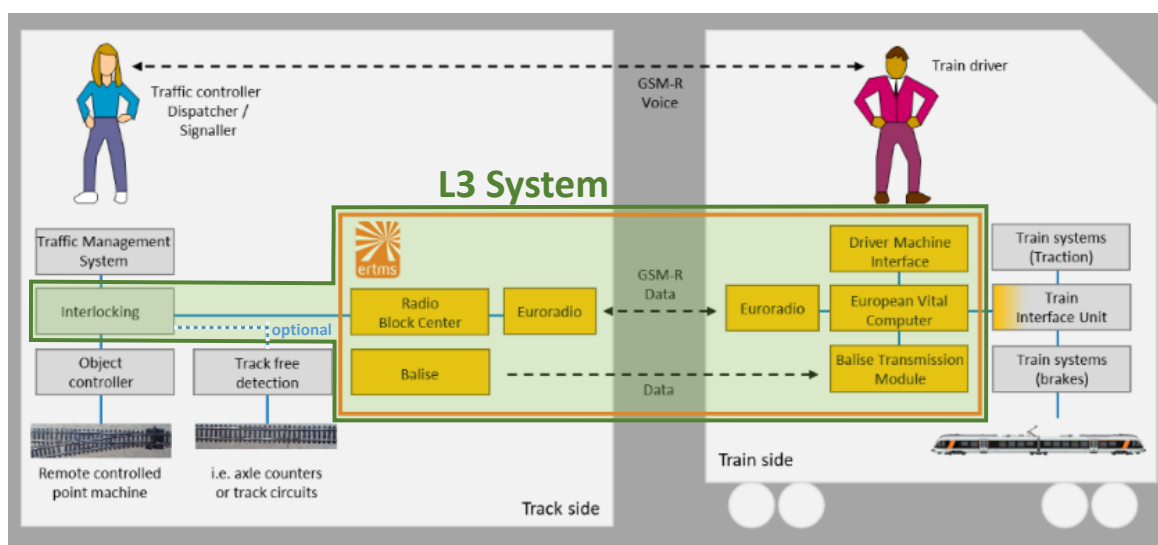 Traffic controller
Dispatcher /
Signaller
GSM-R
Voice
Train driver
L3 System
Traffic Management
System
ertms
Driver Machine
Interface
Train systems
(Traction)
Interlocking
optional
Radio
Block Center
Euroradio
GSM-R
Data
Euroradio
European Vital
Computer
Train
Interface Unit
Object
controller
Track free
detection
Balise
Data
Balise Transmission
Module
Train systems
(brakes)
Remote controlled
point machine
i.e. axle counters
or track circuits
Track side
Train side